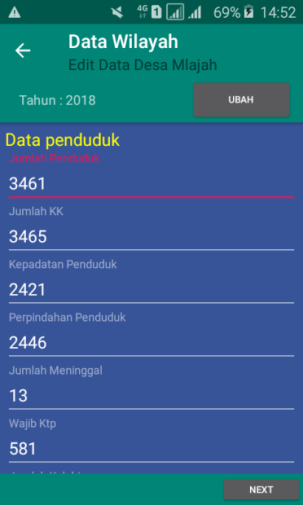 4G 1 69% 14:52
Data Wilayah
Edit Data Desa Mlajah
Tahun : 2018
UBAH
Data penduduk
Jumlah Penduduk
3461
Jumlah KK
3465
Kepadatan Penduduk
2421
Perpindahan Penduduk
2446
Jumlah Meninggal
13
Wajib Ktp
581
NEXT